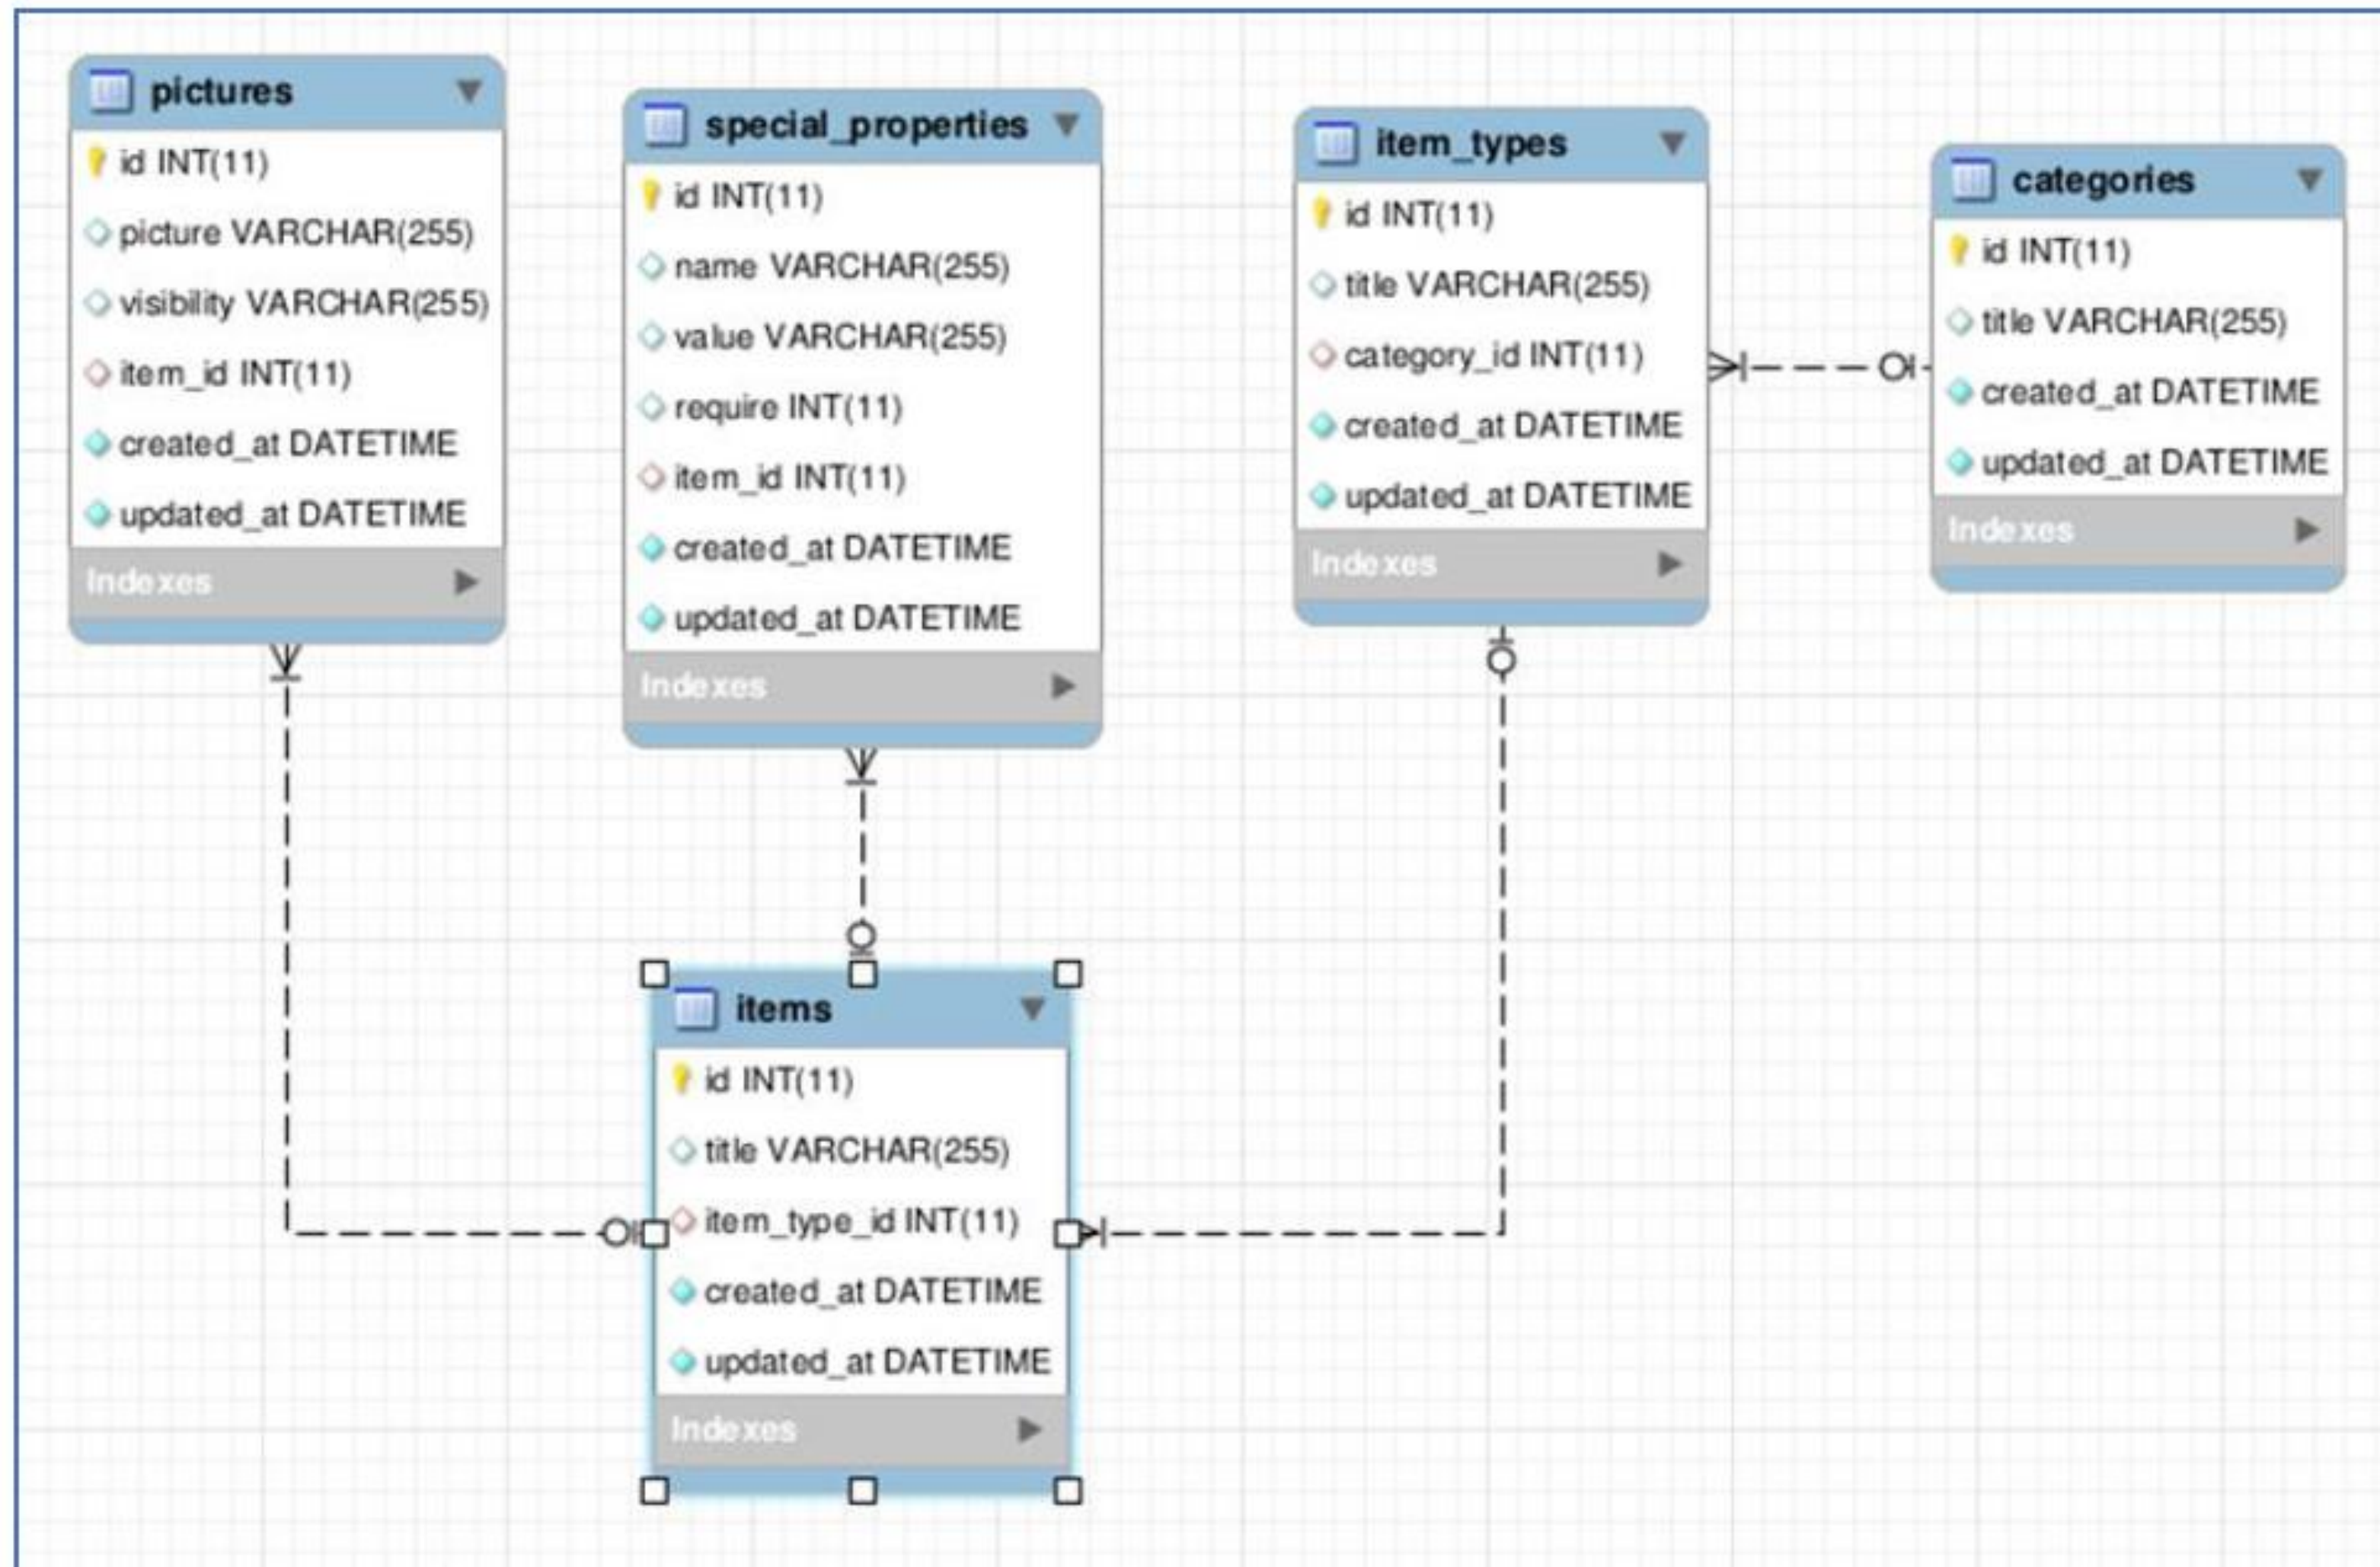 pictures
id INT(11)
picture VARCHAR(255)
visibility VARCHAR(255)
item_id INT(11)
created_at DATETIME
updated_at DATETIME
Indexes
special_properties
id INT(11)
name VARCHAR(255)
value VARCHAR(255)
require INT(11)
item_id INT(11)
created_at DATETIME
updated_at DATETIME
Indexes
item_types
id INT(11)
title VARCHAR(255)
category_id INT(11)
created_at DATETIME
updated_at DATETIME
Indexes
categories
id INT(11)
title VARCHAR(255)
created_at DATETIME
updated_at DATETIME
Indexes
items
id INT(11)
title VARCHAR(255)
item_type_id INT(11)
created_at DATETIME
updated_at DATETIME
Indexes